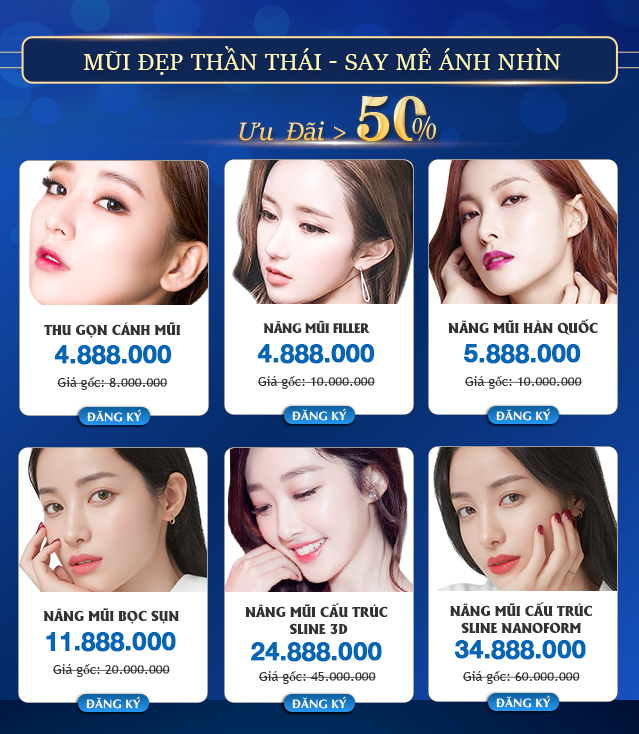 MŨI ĐẸP THẦN THÁI - SAY MÊ ÁNH NHÌN
Ưu Đãi > 50%
THU GỌN CÁNH MŨI
4.888.000
Giá gốc: 8.000.000
ĐĂNG KÝ
NÂNG MŨI FILLER
4.888.000
Giá gốc: 10.000.000
ĐĂNG KÝ
NÂNG MŨI HÀN QUỐC
5.888.000
Giá gốc: 10.000.000
ĐĂNG KÝ
NÂNG MŨI BỌC SỤN
11.888.000
Giá gốc: 20.000.000
ĐĂNG KÝ
NÂNG MŨI CẤU TRÚC
SLINE 3D
24.888.000
Giá gốc: 45.000.000
ĐĂNG KÝ
NÂNG MŨI CẤU TRÚC
SLINE NANOFORM
34.888.000
Giá gốc: 60.000.000
ĐĂNG KÝ